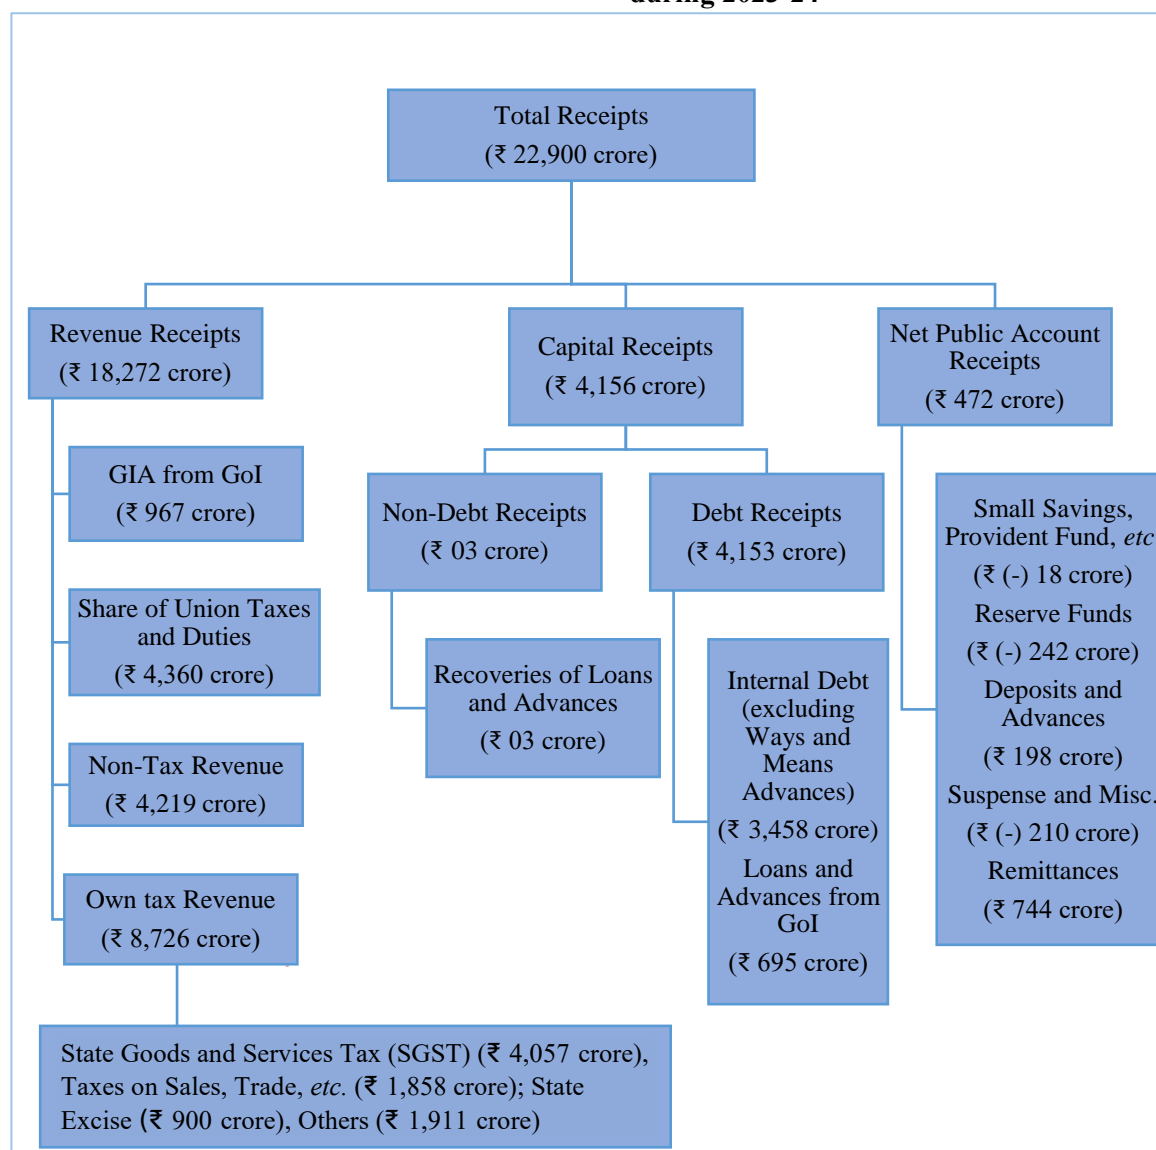 during 2023-24
Total Receipts
(₹ 22,900 crore)
Revenue Receipts
(₹ 18,272 crore)
Capital Receipts
(₹ 4,156 crore)
Net Public Account
Receipts
(₹ 472 crore)
GIA from GoI
(₹ 967 crore)
Share of Union Taxes
and Duties
(₹ 4,360 crore)
Non-Tax Revenue
(₹ 4,219 crore)
Own tax Revenue
(₹ 8,726 crore)
State Goods and Services Tax (SGST) (₹ 4,057 crore),
Taxes on Sales, Trade, etc. (₹ 1,858 crore); State
Excise (₹ 900 crore), Others (₹ 1,911 crore)
Non-Debt Receipts
(₹ 03 crore)
Recoveries of Loans
and Advances
(₹ 03 crore)
Debt Receipts
(₹ 4,153 crore)
Internal Debt
(excluding
Ways and
Means
Advances)
(₹ 3,458 crore)
Loans and
Advances from
GoI
(₹ 695 crore)
Small Savings,
Provident Fund, etc
(₹ (-) 18 crore)
Reserve Funds
(₹ (-) 242 crore)
Deposits and
Advances
(₹ 198 crore)
Suspense and Misc.
(₹ (-) 210 crore)
Remittances
(₹ 744 crore)